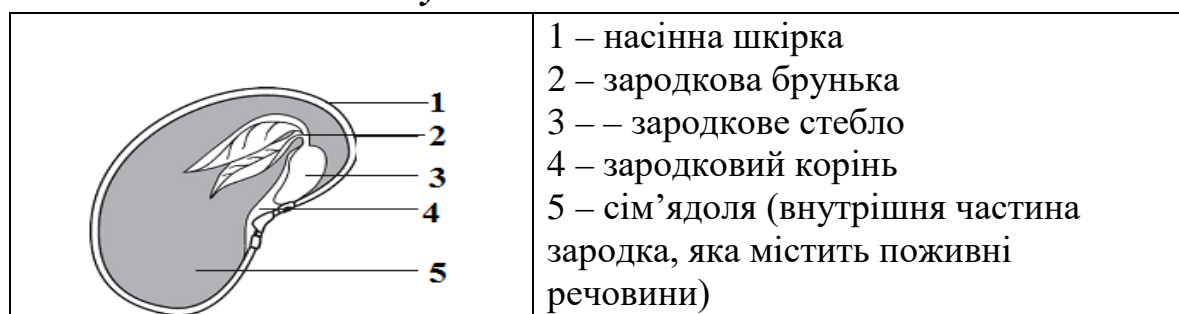 1
2
3
4
5
1 – насінна шкірка
2 – зародкова брунька
3 – – зародкове стебло
4 – зародковий корінь
5 – сім’ядоля (внутрішня частина
зародка, яка містить поживні
речовини)